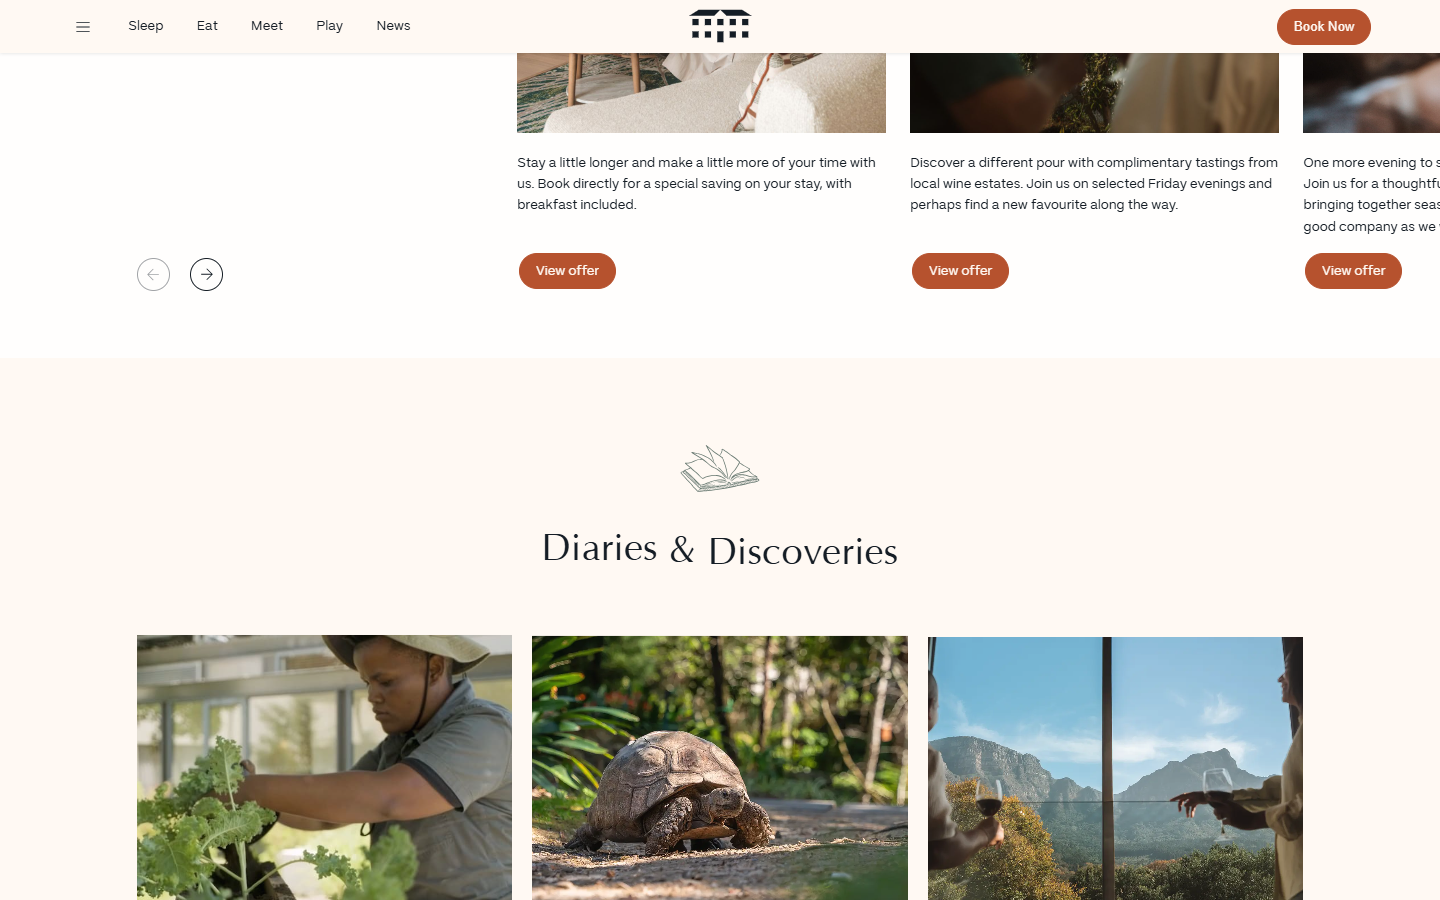 Sleep
Eat
Meet
Play
News
Book Now
Stay a little longer and make a little more of your time with
us. Book directly for a special saving on your stay, with
breakfast included.
View offer
Discover a different pour with complimentary tastings from
local wine estates. Join us on selected Friday evenings and
perhaps find a new favourite along the way.
View offer
One more evening to
Join us for a
bringing together
good company as we
View offer
Diaries & Discoveries